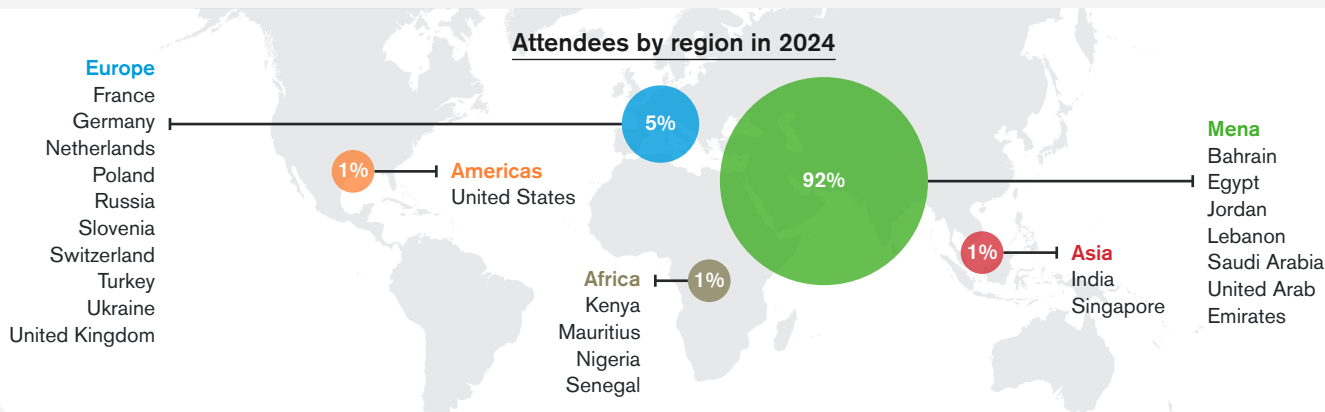 Attendees by region in 2024
Europe
France
Germany
Netherlands
Poland
Russia
Slovenia
Switzerland
Turkey
Ukraine
United Kingdom
5%
1%
Americas
United States
92%
Mena
Bahrain
Egypt
Jordan
Lebanon
Saudi Arabia
United Arab
Emirates
Africa
Kenya
Mauritius
Nigeria
Senegal
1%
1%
Asia
India
Singapore